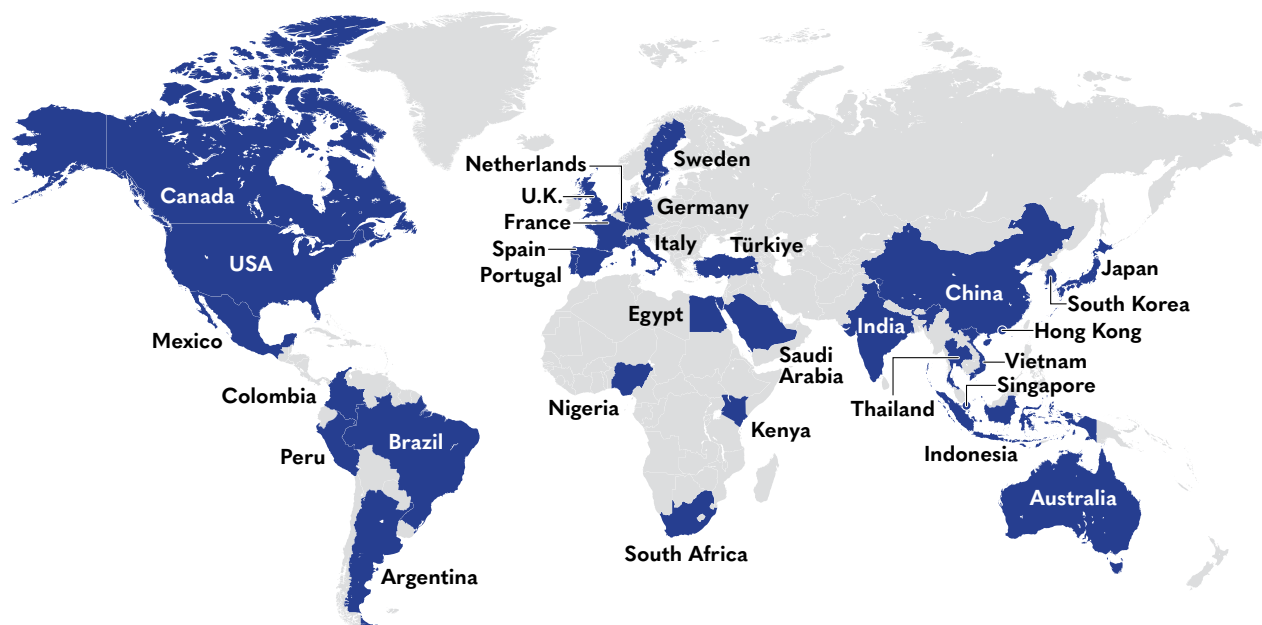 Canada
USA
Mexico
Colombia
Peru
Brazil
Argentina
Netherlands
U.K.
France
Spain
Portugal
Sweden
Germany
Italy
Türkiye
Egypt
Saudi
Arabia
Nigeria
Kenya
South Africa
China
India
Japan
South Korea
Hong Kong
Vietnam
Singapore
Thailand
Indonesia
Australia